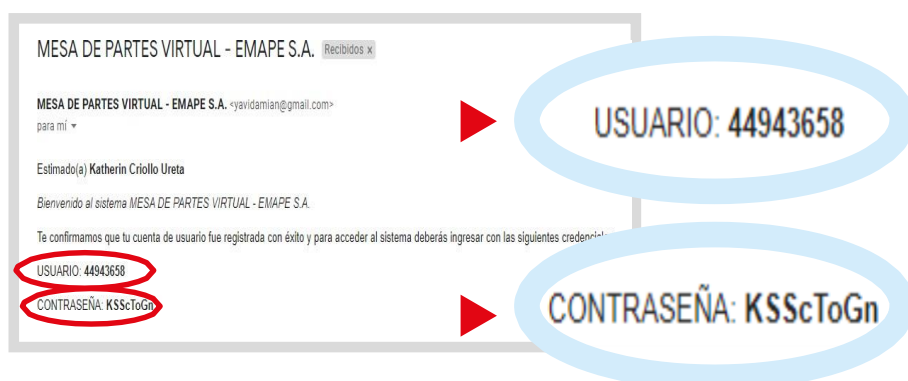 MESA DE PARTES VIRTUAL - EMAPE S.A. Recibidos x
MESA DE PARTES VIRTUAL - EMAPE S.A. <yavidamian@gmail.com>
para mí
Estimado(a) Katherin Criollo Ureta
Bienvenido al sistema MESA DE PARTES VIRTUAL - EMAPE S.A.
Te confirmamos que tu cuenta de usuario fue registrada con éxito y para acceder al sistema deberás ingresar con las siguientes
USUARIO: 44943658
CONTRASEÑA: KSScToGn
USUARIO: 44943658
CONTRASEÑA: KSScToGn